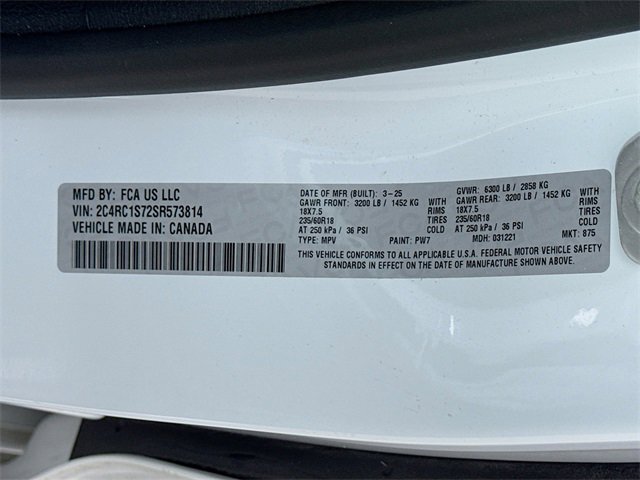 MFD BY: FCA US LLC
VIN: 2C4RC1S72SR573814
VEHICLE MADE IN: CANADA
DATE OF MFR (BUILT): 3-25
GVWR: 6300 LB / 2858 KG
GAWR FRONT: 3200 LB / 1452 KG WITH
GAWR REAR: 3200 LB / 1452 KG WITH
18X7.5 RIMS
18X7.5 RIMS
235/60R18 TIRES
235/60R18 TIRES
AT 250 kPa / 36 PSI COLD
AT 250 kPa / 36 PSI COLD
TYPE: MPV PAINT: PW7 MDH: 031221 MKT: 875
THIS VEHICLE CONFORMS TO ALL APPLICABLE U.S.A. FEDERAL MOTOR VEHICLE SAFETY
STANDARDS IN EFFECT ON THE DATE OF MANUFACTURE SHOWN ABOVE.